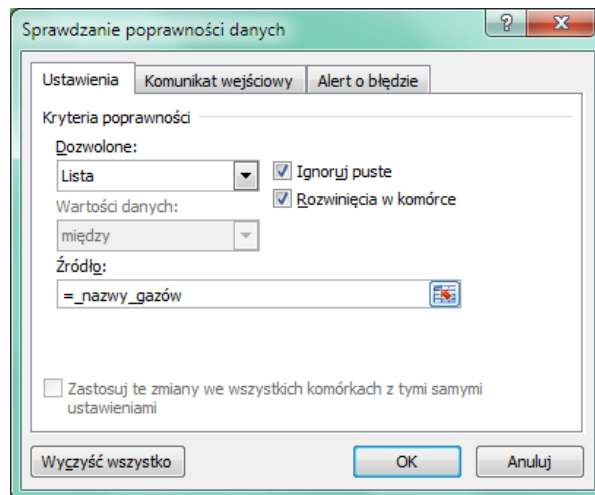 Sprawdzanie poprawności danych
Ustawienia Komunikat wejściowy Alert o błędzie
Kryteria poprawności
Dozwolone:
Lista
Ignoruj puste
Rozwinięcia w komórce
Wartości danych:
między
Źródło:
=_nazwy_gazów
Zastosuj te zmiany we wszystkich komórkach z tymi samymi
ustawieniami
Wyczyść wszystko OK Anuluj